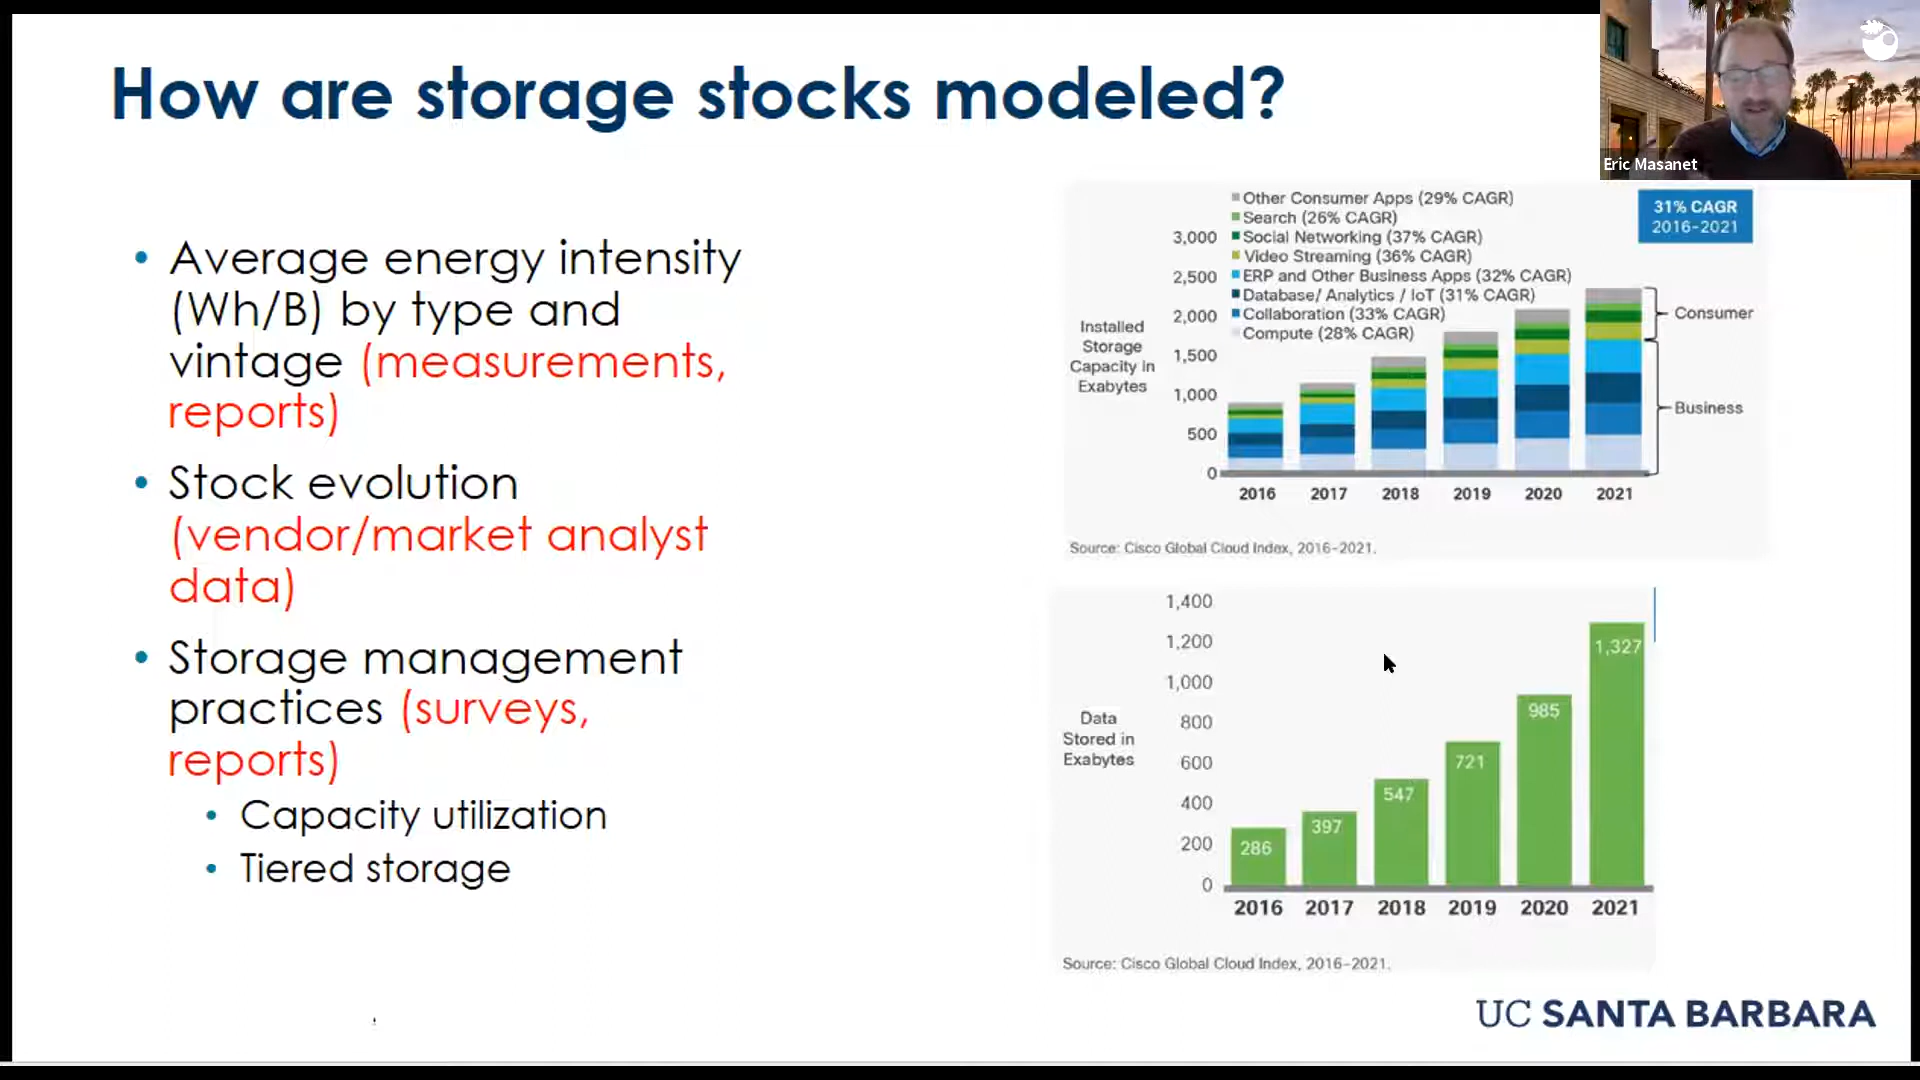 How are storage stocks modeled?
Eric Masanet
• Average energy intensity
(Wh/B) by type and
vintage (measurements,
reports)
• Stock evolution
(vendor/market analyst
data)
• Storage management
practices (surveys,
reports)
• Capacity utilization
• Tiered storage
Other Consumer Apps (29% CAGR)
Search (26% CAGR)
Social Networking (37% CAGR)
Video Streaming (36% CAGR)
ERP and Other Business Apps (32% CAGR)
Database/ Analytics / IoT (31% CAGR)
Collaboration (33% CAGR)
Compute (28% CAGR)
31% CAGR
2016-2021
3,000
2,500
2,000
1,500
1,000
500
0
Installed
Storage
Capacity in
Exabytes
Consumer
Business
2016 2017 2018 2019 2020 2021
Source: Cisco Global Cloud Index, 2016-2021.
1,400
1,200
1,000
800
600
400
200
0
Data
Stored in
Exabytes
286 397 547 721 985 1,327
2016 2017 2018 2019 2020 2021
Source: Cisco Global Cloud Index, 2016-2021.
UC SANTA BARBARA